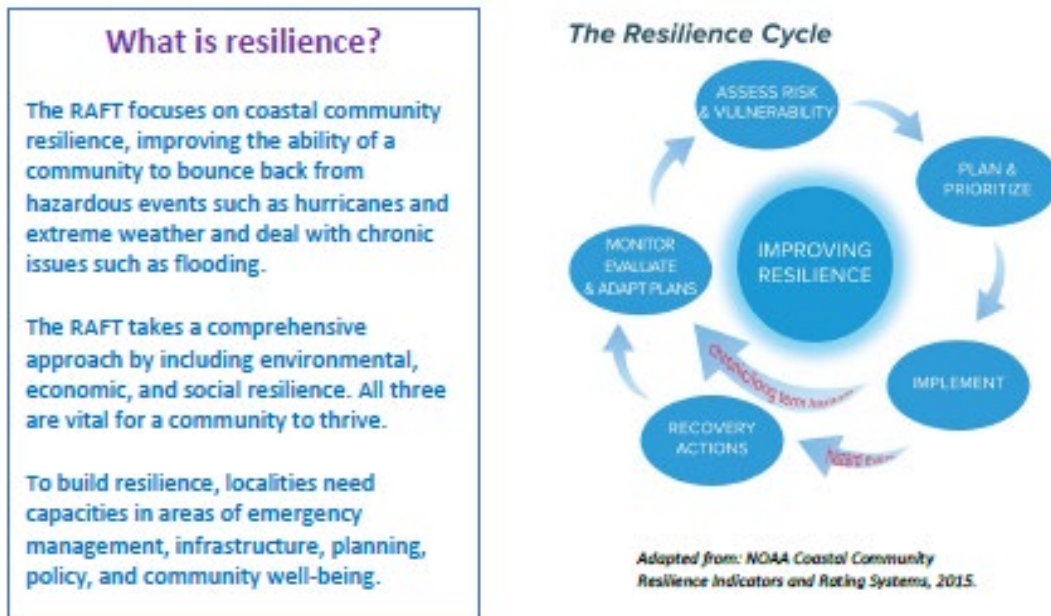 What is resilience?
The RAFT focuses on coastal community
resilience, improving the ability of a
community to bounce back from
hazardous events such as hurricanes and
extreme weather and deal with chronic
issues such as flooding.
The RAFT takes a comprehensive
approach by including environmental,
economic, and social resilience. All three
are vital for a community to thrive.
To build resilience, localities need
capacities in areas of emergency
management, infrastructure, planning,
policy, and community well-being.
The Resilience Cycle
ASSESS RISK
& VULNERABILITY
PLAN &
PRIORITIZE
IMPROVING
RESILIENCE
MONITOR
EVALUATE
& ADAPT PLANS
chronic/long term
IMPLEMENT
RECOVERY
ACTIONS
hazard
Adapted from: NOAA Coastal Community
Resilience Indicators and Rating Systems, 2015.